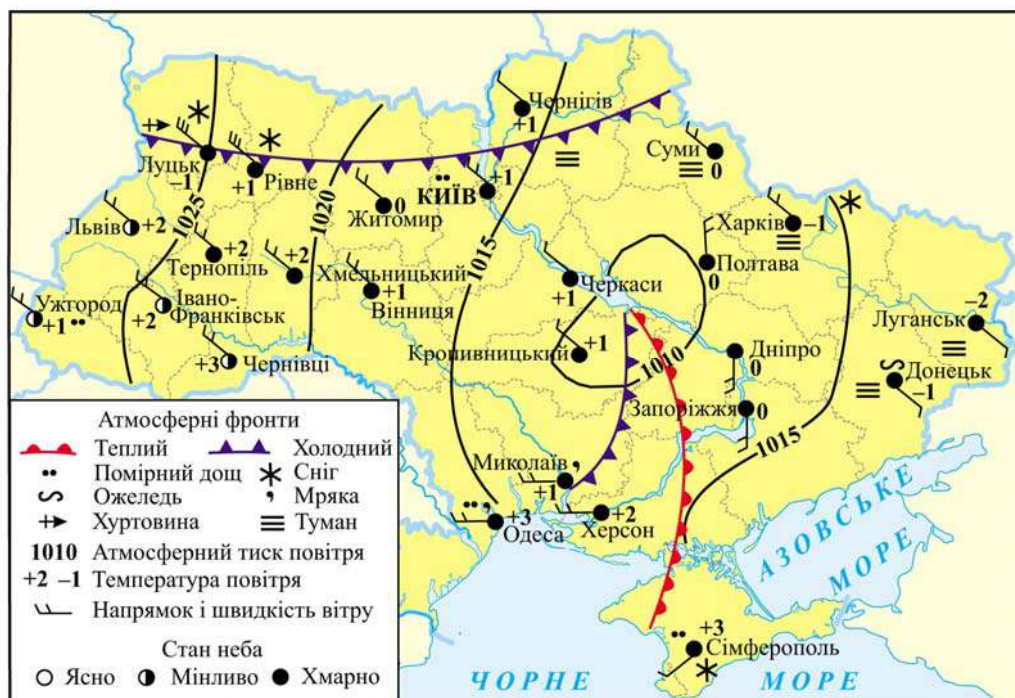 Чернігів
+1
Луцьк
–1
+1
Рівне
Суми
0
КИЇВ
+1
0
Житомир
1025
1020
1015
Львів
+2
+2
Тернопіль
+2
Хмельницький
+1
Вінниця
Харків
–1
Полтава
0
Черкаси
+1
Ужгород
+1
Івано-
Франківськ
+2
+3
Чернівці
–2
Луганськ
Кропивницький
+1
1010
Дніпро
0
Донецьк
–1
Запоріжжя
0
1015
Миколаїв
+1
+3
Одеса
+2
Херсон
АЗОВСЬКЕ
МОРЕ
+3
Сімферополь
ЧОРНЕ МОРЕ
Атмосферні фронти
Теплий
Холодний
Помірний дощ
Сніг
Ожеледь
Мряка
Хуртовина
Туман
1010 Атмосферний тиск повітря
+2 –1 Температура повітря
Напрямок і швидкість вітру
Стан неба
Ясно
Мінливо
Хмарно